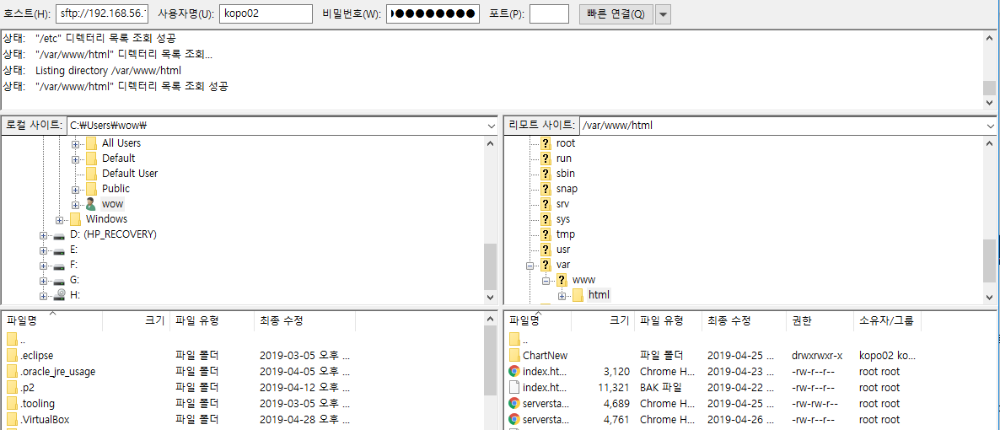 호스트(H): sftp://192.168.56. 사용자명(U): kopo02 비밀번호(W): ●●●●●●●● 포트(P): 빠른 연결(Q)
상태: "/etc" 디렉터리 목록 조회 성공
상태: "/var/www/html" 디렉터리 목록 조회...
상태: Listing directory /var/www/html
상태: "/var/www/html" 디렉터리 목록 조회 성공
로컬 사이트: C:₩Users₩wow₩
All Users
Default
Default User
Public
wow
Windows
D: (HP_RECOVERY)
E:
F:
G:
H:
리모트 사이트: /var/www/html
root
run
sbin
snap
srv
sys
tmp
usr
var
www
html
파일명 크기 파일 유형 최종 수정
..
.eclipse 파일 폴더 2019-03-05 오후 ...
.oracle_jre_usage 파일 폴더 2019-04-05 오후 ...
.p2 파일 폴더 2019-04-12 오후 ...
.tooling 파일 폴더 2019-03-05 오후 ...
.VirtualBox 파일 폴더 2019-04-28 오후 ...
파일명 크기 파일 유형 최종 수정 권한 소유자/그룹
..
ChartNew 파일 폴더 2019-04-25 ... drwxrwxr-x kopo02 ko...
index.ht... 3,120 Chrome H... 2019-04-23 ... -rw-r--r-- root root
index.ht... 11,321 BAK 파일 2019-04-22 ... -rw-r--r-- root root
serversta... 4,689 Chrome H... 2019-04-25 ... -rw-rw-r-- root root
serversta... 4,761 Chrome H... 2019-04-26 ... -rw-r--r-- root root